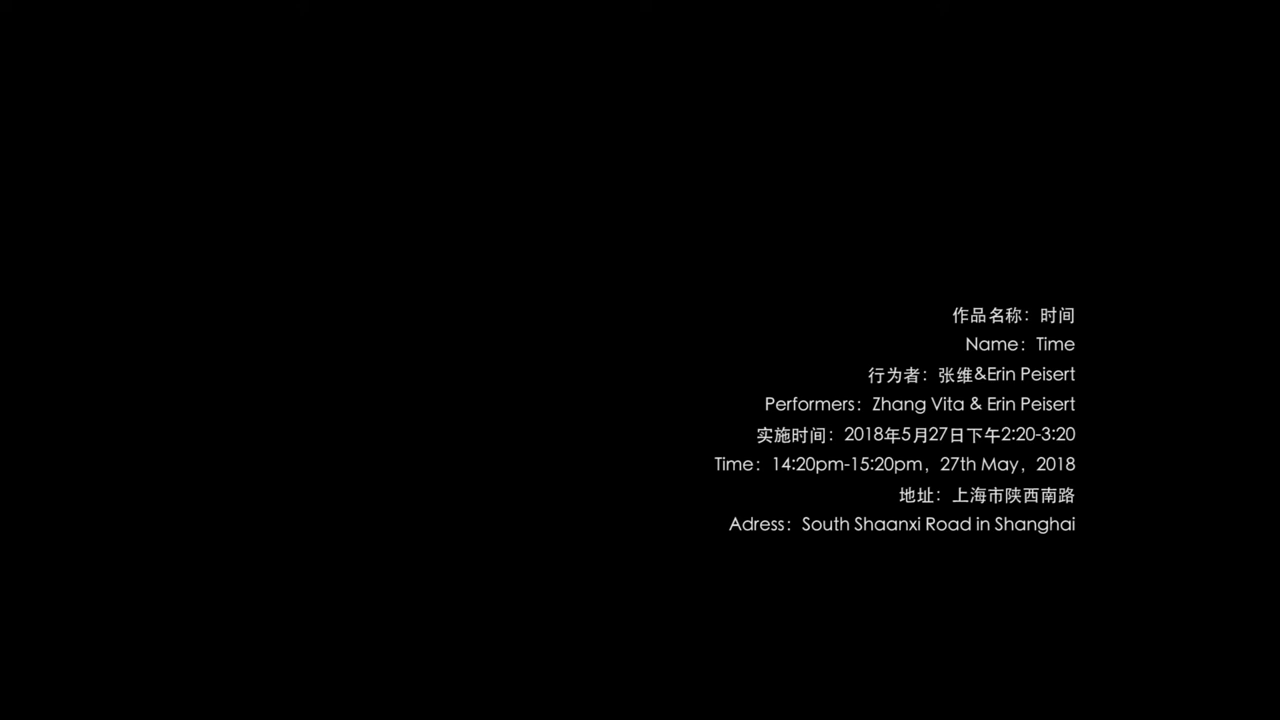 作品名称：时间
Name：Time
行为者：张维&Erin Peisert
Performers：Zhang Vita & Erin Peisert
实施时间：2018年5月27日下午2:20-3:20
Time：14:20pm-15:20pm，27th May，2018
地址：上海市陕西南路
Adress：South Shaanxi Road in Shanghai